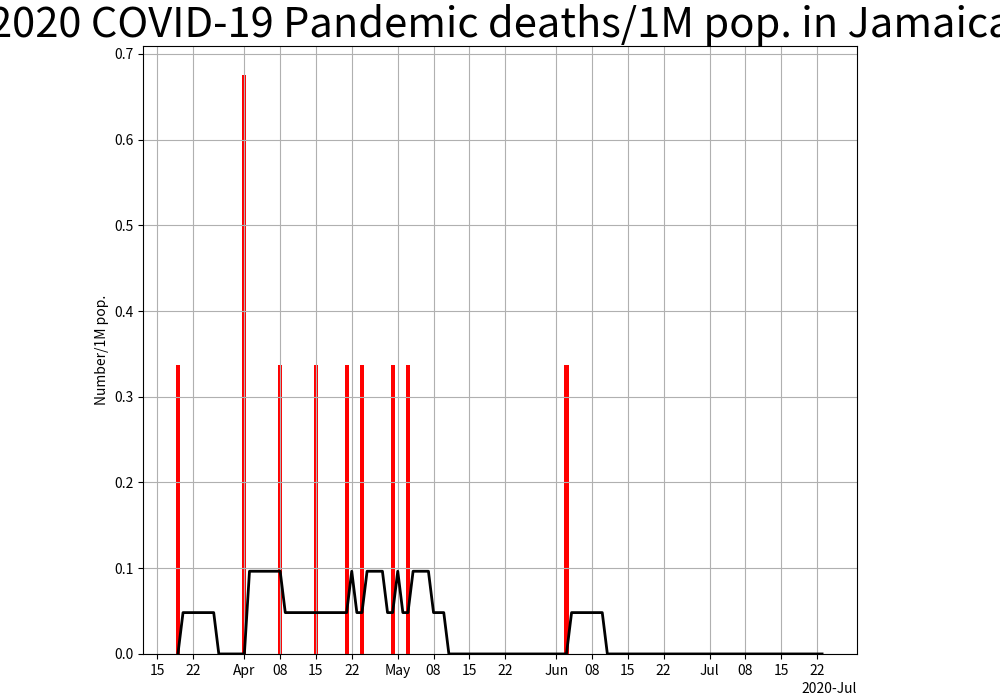 2020 COVID-19 Pandemic deaths/1M pop. in Jamaica
0.7
0.6
0.5
0.4
0.3
0.2
0.1
0.0
Number/1M pop.
15 22 Apr 08 15 22 May 08 15 22 Jun 08 15 22 Jul 08 15 22
2020-Jul